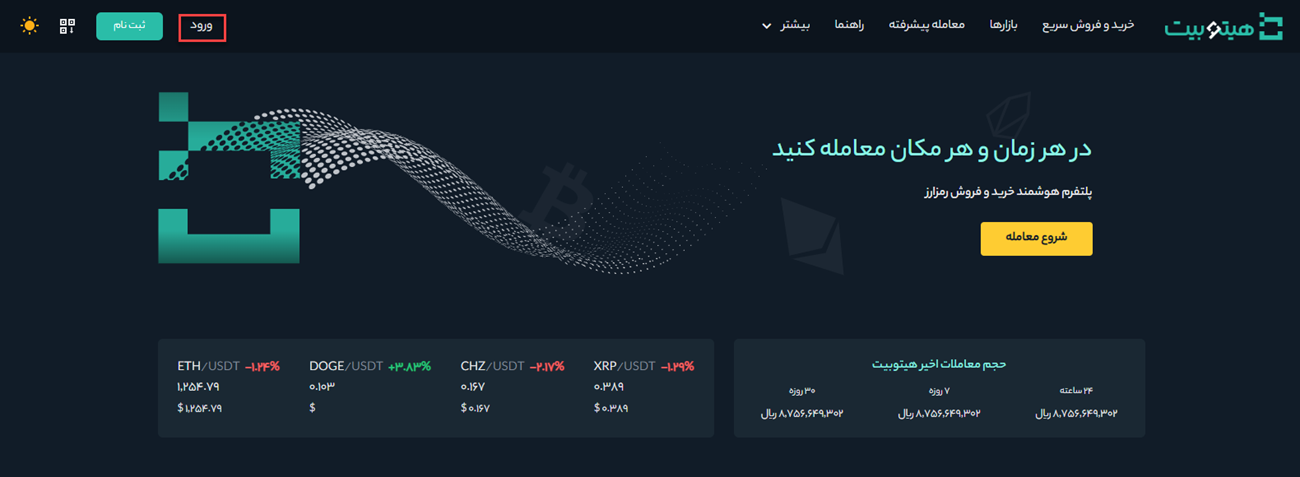 هیتوبیت
خرید و فروش سریع
بازارها
معامله پیشرفته
راهنما
بیشتر
ورود
ثبت نام
در هر زمان و هر مکان معامله کنید
پلتفرم هوشمند خرید و فروش رمزارز
شروع معامله
حجم معاملات اخیر هیتوبیت
۲۴ ساعته
۸,۷۵۶,۶۴۹,۳۰۲ ریال
۷ روزه
۸,۷۵۶,۶۴۹,۳۰۲ ریال
۳۰ روزه
۸,۷۵۶,۶۴۹,۳۰۲ ریال
XRP/USDT -۱.۲۹%
۰.۳۸۹
$ ۰.۳۸۹
CHZ/USDT -۲.۱۷%
۰.۱۶۷
$ ۰.۱۶۷
DOGE/USDT +۳.۸۳%
۰.۱۰۳
$
ETH/USDT -۱.۲۴%
۱,۲۵۴.۷۹
$ ۱,۲۵۴.۷۹